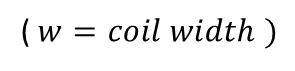 ( w = coil width )